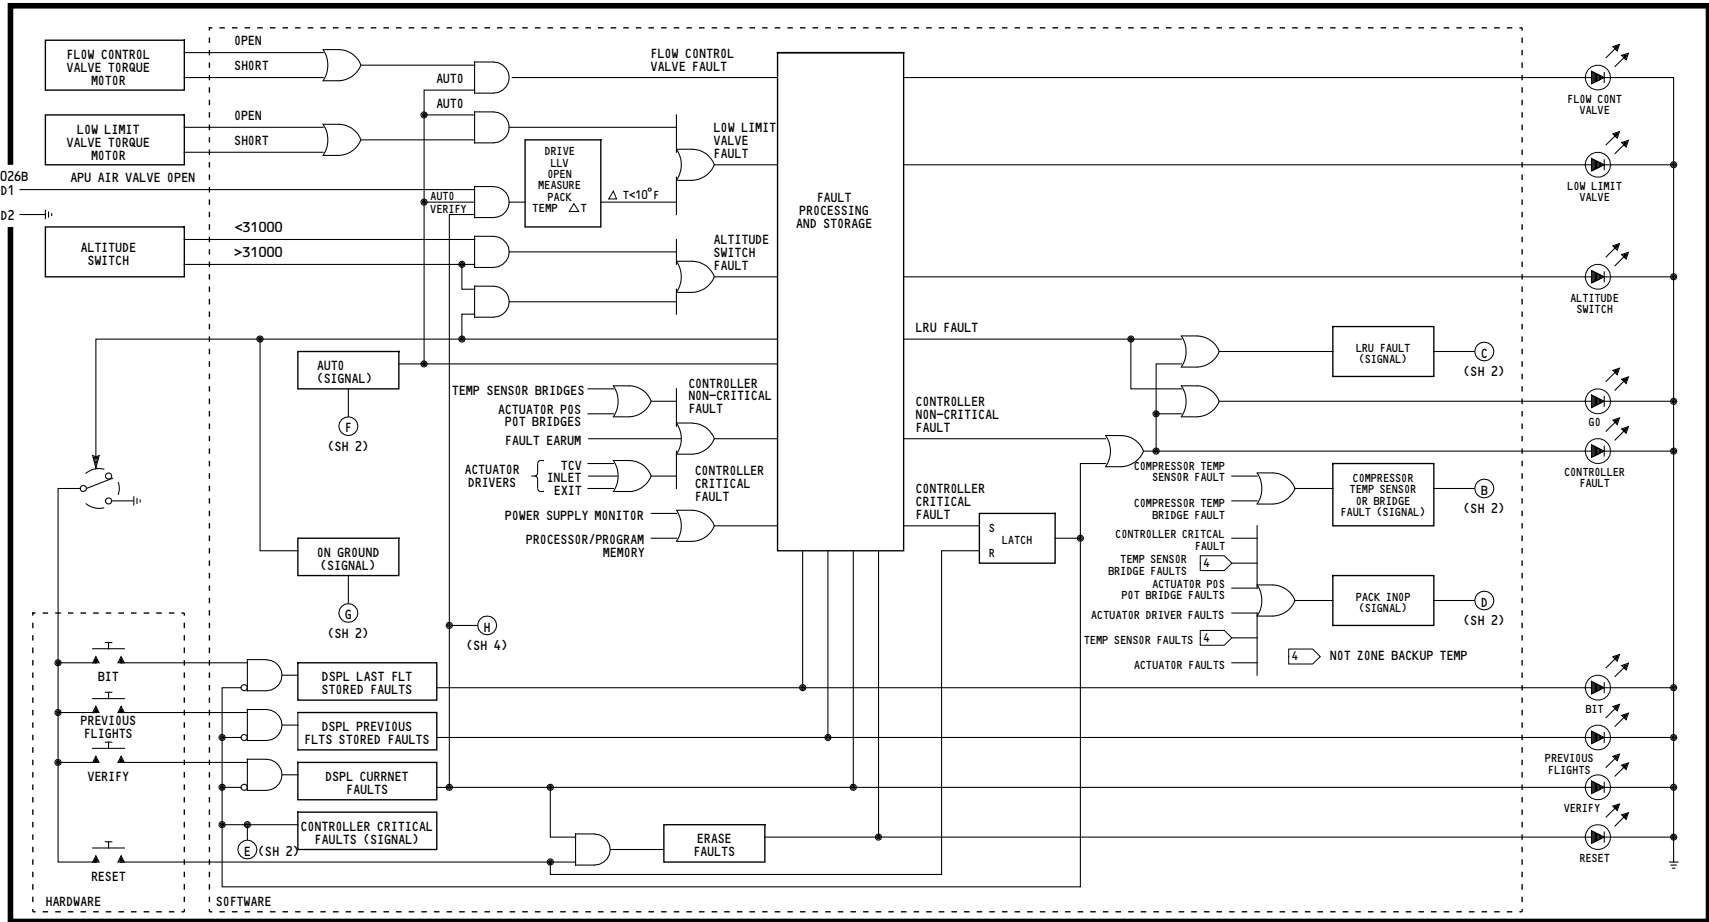 FLOW CONTROL
VALVE TORQUE
MOTOR
OPEN
SHORT
AUTO
FLOW CONTROL
VALVE FAULT
FLOW CONT
VALVE
LOW LIMIT
VALVE TORQUE
MOTOR
OPEN
SHORT
AUTO
LOW LIMIT
VALVE
FAULT
LOW LIMIT
VALVE
026B
D1
APU AIR VALVE OPEN
AUTO
VERIFY
DRIVE
LLV
OPEN
MEASURE
PACK
TEMP △T
△ T<10°F
D2
ALTITUDE
SWITCH
<31000
>31000
ALTITUDE
SWITCH
FAULT
ALTITUDE
SWITCH
FAULT
PROCESSING
AND STORAGE
AUTO
(SIGNAL)
F
(SH 2)
TEMP SENSOR BRIDGES
ACTUATOR POS
POT BRIDGES
FAULT EARUM
ACTUATOR
DRIVERS
TCV
INLET
EXIT
CONTROLLER
NON-CRITICAL
FAULT
CONTROLLER
CRITICAL
FAULT
POWER SUPPLY MONITOR
PROCESSOR/PROGRAM
MEMORY
LRU FAULT
LRU FAULT
(SIGNAL)
C
(SH 2)
GO
CONTROLLER
NON-CRITICAL
FAULT
CONTROLLER
FAULT
CONTROLLER
CRITICAL
FAULT
S
R
LATCH
COMPRESSOR TEMP
SENSOR FAULT
COMPRESSOR TEMP
BRIDGE FAULT
COMPRESSOR
TEMP SENSOR
OR BRIDGE
FAULT (SIGNAL)
B
(SH 2)
CONTROLLER CRITCAL
FAULT
TEMP SENSOR
BRIDGE FAULTS
4
ACTUATOR POS
POT BRIDGE FAULTS
ACTUATOR DRIVER FAULTS
TEMP SENSOR FAULTS
4
ACTUATOR FAULTS
PACK INOP
(SIGNAL)
D
(SH 2)
4
NOT ZONE BACKUP TEMP
ON GROUND
(SIGNAL)
G
(SH 2)
H
(SH 4)
BIT
DSPL LAST FLT
STORED FAULTS
BIT
PREVIOUS
FLIGHTS
DSPL PREVIOUS
FLTS STORED FAULTS
PREVIOUS
FLIGHTS
VERIFY
DSPL CURRNET
FAULTS
VERIFY
CONTROLLER CRITICAL
FAULTS (SIGNAL)
E
(SH 2)
RESET
ERASE
FAULTS
RESET
HARDWARE
SOFTWARE